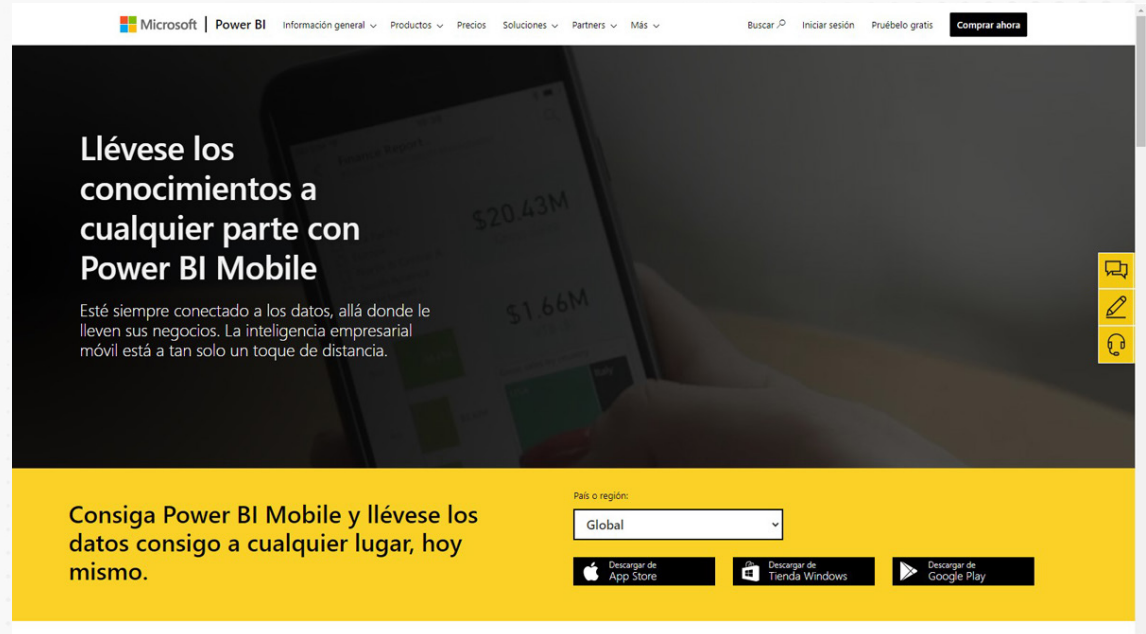 Microsoft | Power BI Información general Productos Precios Soluciones Partners Más Buscar Iniciar sesión Pruébelo gratis Comprar ahora
Llévese los
conocimientos a
cualquier parte con
Power BI Mobile
Esté siempre conectado a los datos, allá donde le
lleven sus negocios. La inteligencia empresarial
móvil está a tan solo un toque de distancia.
Finance Report
$20.43M
$1.66M
Italy
Consiga Power BI Mobile y llévese los
datos consigo a cualquier lugar, hoy
mismo.
País o región:
Global
Descargar de
App Store
Descargar de
Tienda Windows
Descargar de
Google Play